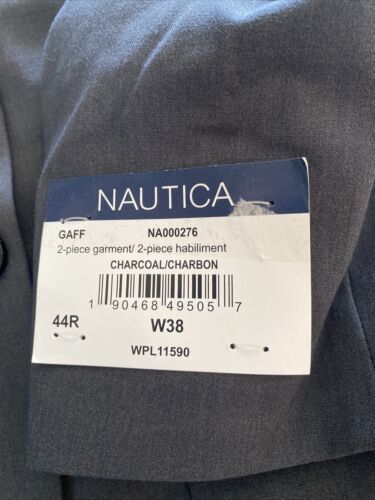 NAUTICA
GAFF NA000276
2-piece garment/ 2-piece habiliment
CHARCOAL/CHARBON
1 90468 49505 7
44R W38
WPL11590